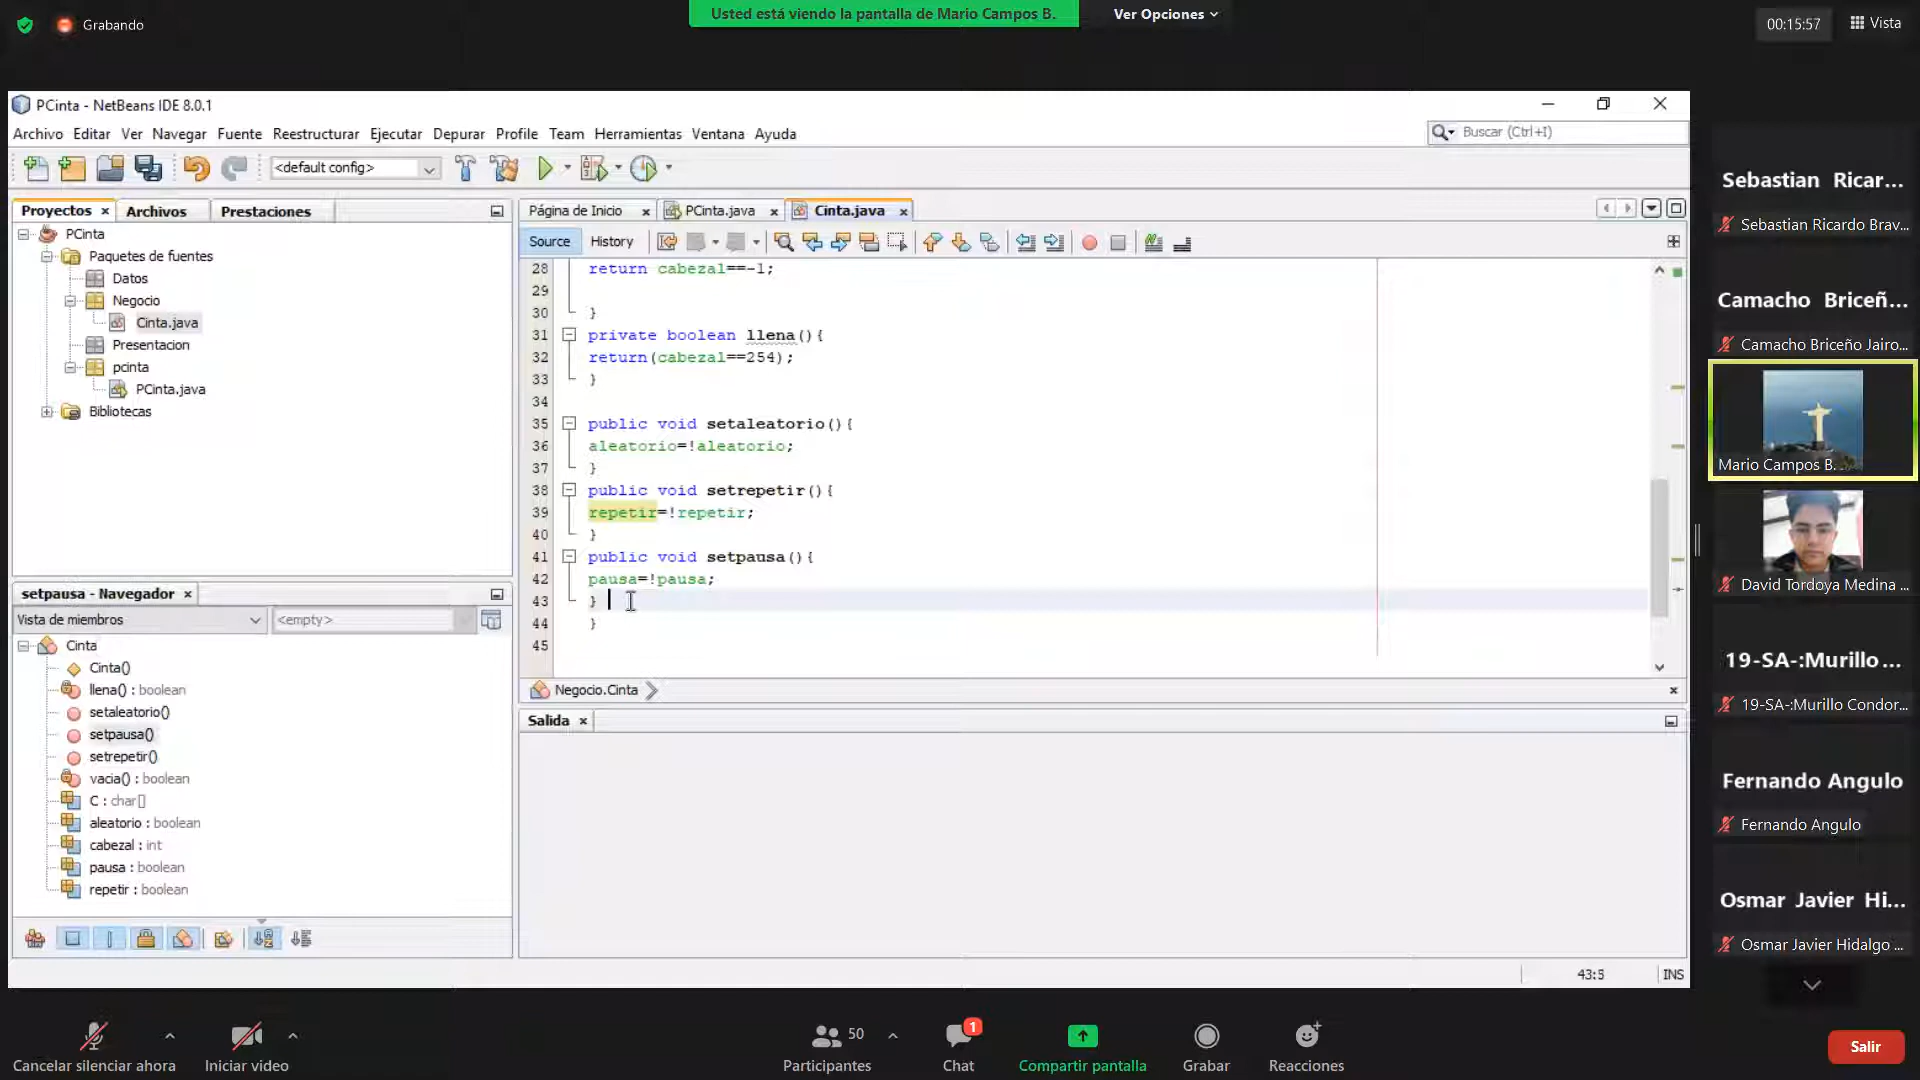 Grabando
Usted está viendo la pantalla de Mario Campos B.
Ver Opciones
00:15:57
Vista
PCinta - NetBeans IDE 8.0.1
Archivo Editar Ver Navegar Fuente Reestructurar Ejecutar Depurar Profile Team Herramientas Ventana Ayuda
Buscar (Ctrl+I)
<default config>
Proyectos
Archivos
Prestaciones
PCinta
Paquetes de fuentes
Datos
Negocio
Cinta.java
Presentacion
pcinta
PCinta.java
Bibliotecas
setpausa - Navegador
Vista de miembros
<empty>
Cinta
Cinta()
llena() : boolean
setaleatorio()
setpausa()
setrepetir()
vacia() : boolean
C : char[]
aleatorio : boolean
cabezal : int
pausa : boolean
repetir : boolean
Página de Inicio
PCinta.java
Cinta.java
Source
History
28 return cabezal==-1;
29
30 }
31 private boolean llena(){
32 return(cabezal==254);
33 }
34
35 public void setaleatorio(){
36 aleatorio=!aleatorio;
37 }
38 public void setrepetir(){
39 repetir=!repetir;
40 }
41 public void setpausa(){
42 pausa=!pausa;
43 }
44 }
45
Negocio.Cinta
Salida
43:5
INS
Sebastian Ricar...
Sebastian Ricardo Brav...
Camacho Briceñ...
Camacho Briceño Jairo...
Mario Campos B.
David Tordoya Medina ...
19-SA-:Murillo ...
19-SA-:Murillo Condor...
Fernando Angulo
Fernando Angulo
Osmar Javier Hi...
Osmar Javier Hidalgo ...
Cancelar silenciar ahora
Iniciar video
50
Participantes
1
Chat
Compartir pantalla
Grabar
Reacciones
Salir